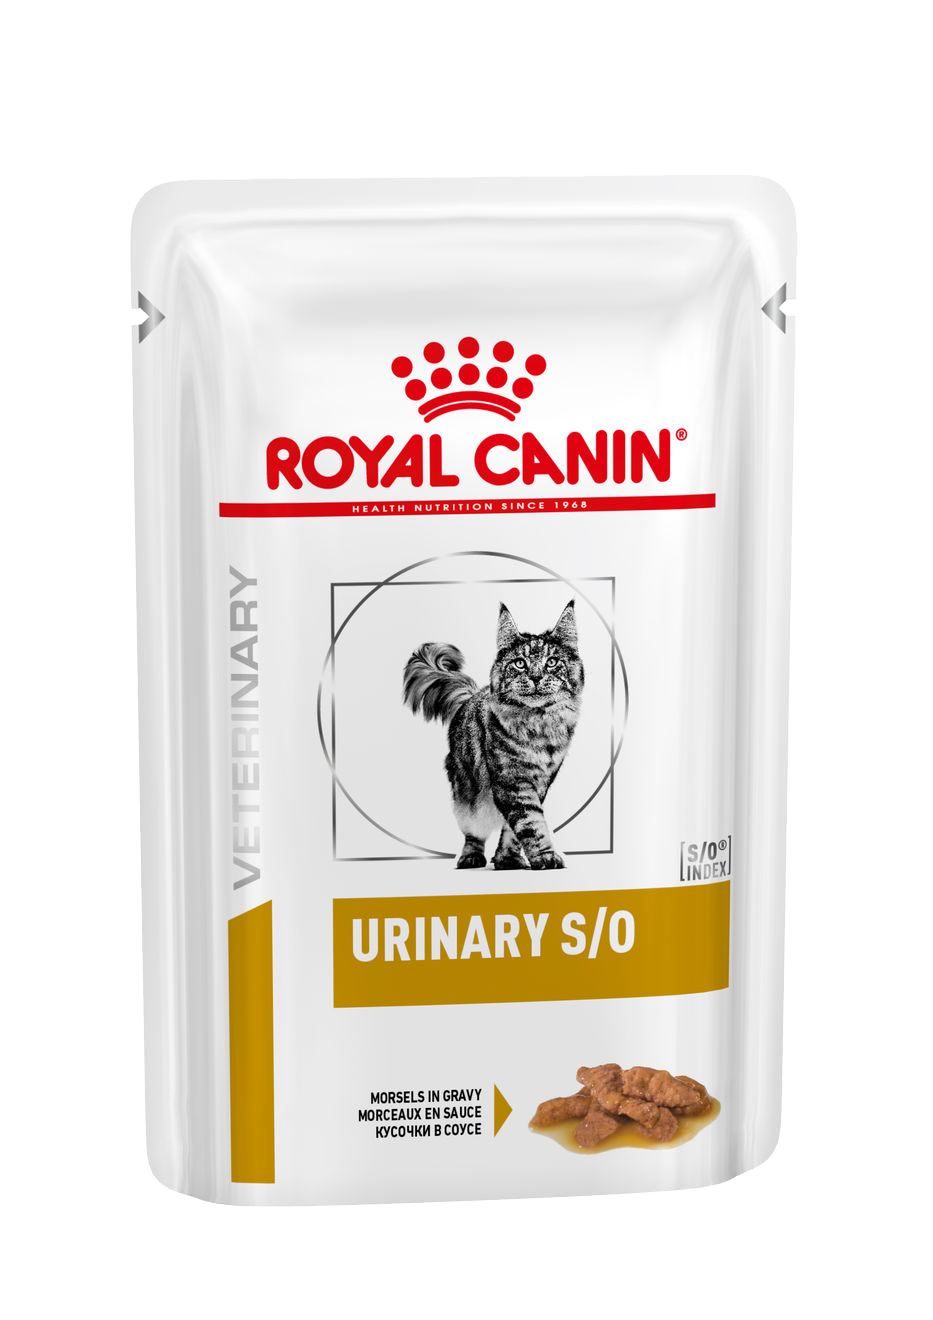 ROYAL CANIN®
HEALTH NUTRITION SINCE 1968
VETERINARY
[S/O®
INDEX]
URINARY S/O
MORSELS IN GRAVY
MORCEAUX EN SAUCE
КУСОЧКИ В СОУСЕ